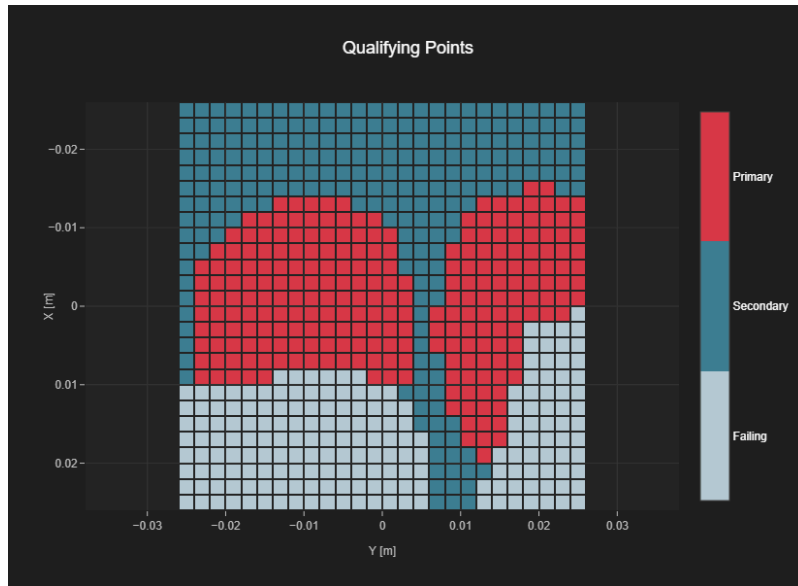 Qualifying Points
−0.02
−0.01
0
0.01
0.02
X [m]
−0.03
−0.02
−0.01
0
0.01
0.02
0.03
Y [m]
Primary
Secondary
Failing